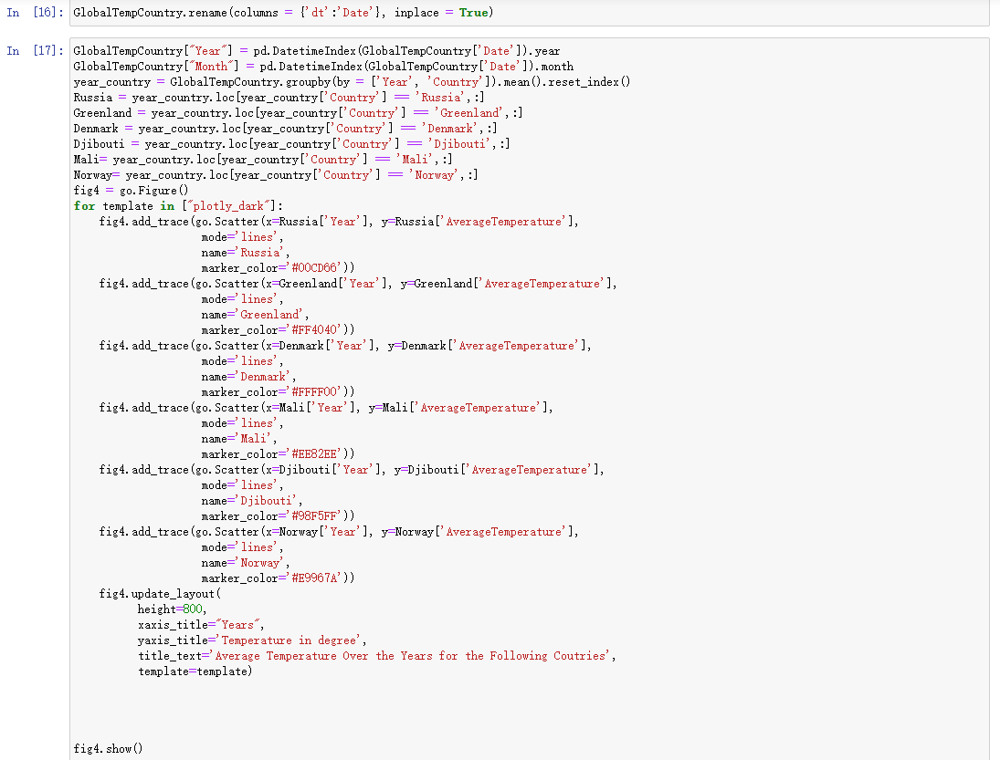 In [16]: GlobalTempCountry.rename(columns = {'dt':'Date'}, inplace = True)
In [17]: GlobalTempCountry["Year"] = pd.DatetimeIndex(GlobalTempCountry['Date']).year
GlobalTempCountry["Month"] = pd.DatetimeIndex(GlobalTempCountry['Date']).month
year_country = GlobalTempCountry.groupby(by = ['Year', 'Country']).mean().reset_index()
Russia = year_country.loc[year_country['Country'] == 'Russia',:]
Greenland = year_country.loc[year_country['Country'] == 'Greenland',:]
Denmark = year_country.loc[year_country['Country'] == 'Denmark',:]
Djibouti = year_country.loc[year_country['Country'] == 'Djibouti',:]
Mali= year_country.loc[year_country['Country'] == 'Mali',:]
Norway= year_country.loc[year_country['Country'] == 'Norway',:]
fig4 = go.Figure()
for template in ["plotly_dark"]:
    fig4.add_trace(go.Scatter(x=Russia['Year'], y=Russia['AverageTemperature'],
                    mode='lines',
                    name='Russia',
                    marker_color='#00CD66'))
    fig4.add_trace(go.Scatter(x=Greenland['Year'], y=Greenland['AverageTemperature'],
                    mode='lines',
                    name='Greenland',
                    marker_color='#FF4040'))
    fig4.add_trace(go.Scatter(x=Denmark['Year'], y=Denmark['AverageTemperature'],
                    mode='lines',
                    name='Denmark',
                    marker_color='#FFFF00'))
    fig4.add_trace(go.Scatter(x=Mali['Year'], y=Mali['AverageTemperature'],
                    mode='lines',
                    name='Mali',
                    marker_color='#EE82EE'))
    fig4.add_trace(go.Scatter(x=Djibouti['Year'], y=Djibouti['AverageTemperature'],
                    mode='lines',
                    name='Djibouti',
                    marker_color='#98F5FF'))
    fig4.add_trace(go.Scatter(x=Norway['Year'], y=Norway['AverageTemperature'],
                    mode='lines',
                    name='Norway',
                    marker_color='#E9967A'))
    fig4.update_layout(
          height=800,
          xaxis_title="Years",
          yaxis_title='Temperature in degree',
          title_text='Average Temperature Over the Years for the Following Coutries',
          template=template)
fig4.show()